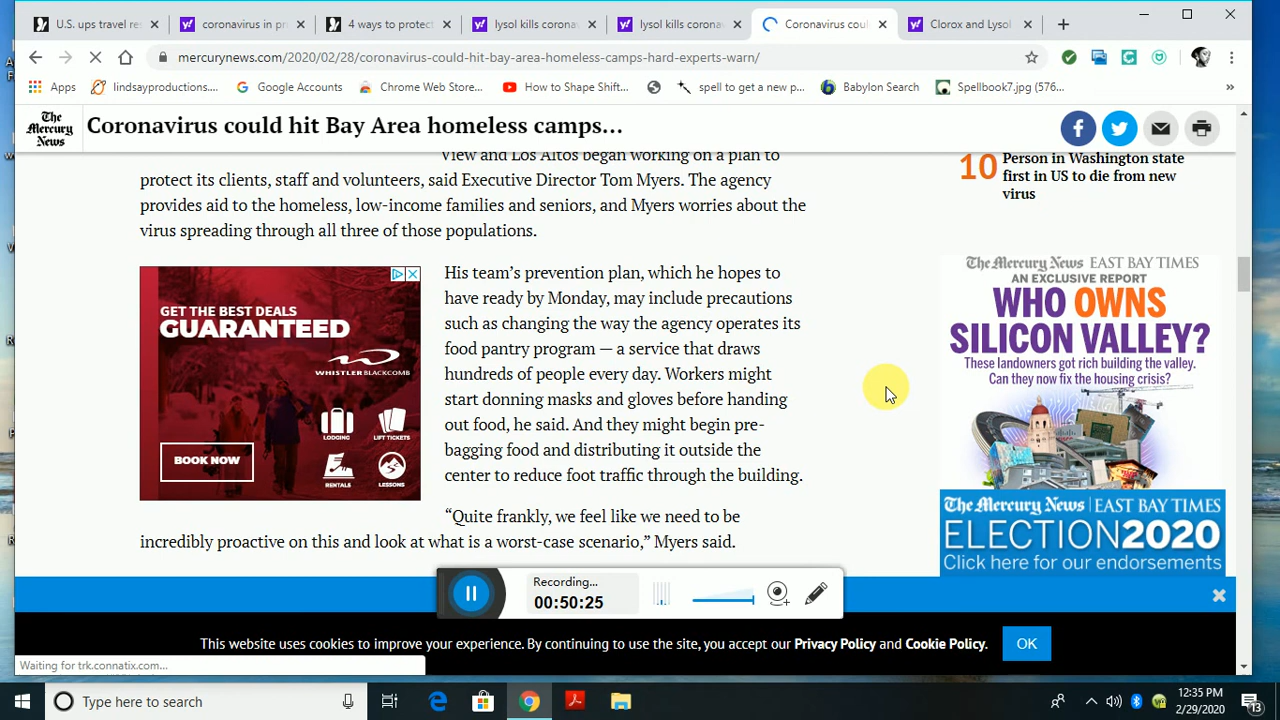 U.S. ups travel res
coronavirus in pr
4 ways to protect
lysol kills corona
lysol kills corona
Coronavirus coul
Clorox and Lysol
mercurynews.com/2020/02/28/coronavirus-could-hit-bay-area-homeless-camps-hard-experts-warn/
Apps
lindsayproductions....
Google Accounts
Chrome Web Store...
How to Shape Shift...
spell to get a new p...
Babylon Search
Spellbook7.jpg (576...
The
Mercury
News
Coronavirus could hit Bay Area homeless camps...
View and Los Altos began working on a plan to
protect its clients, staff and volunteers, said Executive Director Tom Myers. The agency
provides aid to the homeless, low-income families and seniors, and Myers worries about the
virus spreading through all three of those populations.
10
Person in Washington state
first in US to die from new
virus
GET THE BEST DEALS
GUARANTEED
WHISTLER BLACKCOMB
LODGING
LIFT TICKETS
BOOK NOW
RENTALS
LESSONS
His team’s prevention plan, which he hopes to
have ready by Monday, may include precautions
such as changing the way the agency operates its
food pantry program — a service that draws
hundreds of people every day. Workers might
start donning masks and gloves before handing
out food, he said. And they might begin pre-
bagging food and distributing it outside the
center to reduce foot traffic through the building.
“Quite frankly, we feel like we need to be
incredibly proactive on this and look at what is a worst-case scenario,” Myers said.
The Mercury News EAST BAY TIMES
AN EXCLUSIVE REPORT
WHO OWNS
SILICON VALLEY?
These landowners got rich building the valley.
Can they now fix the housing crisis?
The Mercury News | EAST BAY TIMES
ELECTION2020
Click here for our endorsements
Recording...
00:50:25
This website uses cookies to improve your experience. By continuing to use the site, you accept our Privacy Policy and Cookie Policy.
OK
Waiting for trk.connatix.com...
Type here to search
12:35 PM
2/29/2020
13